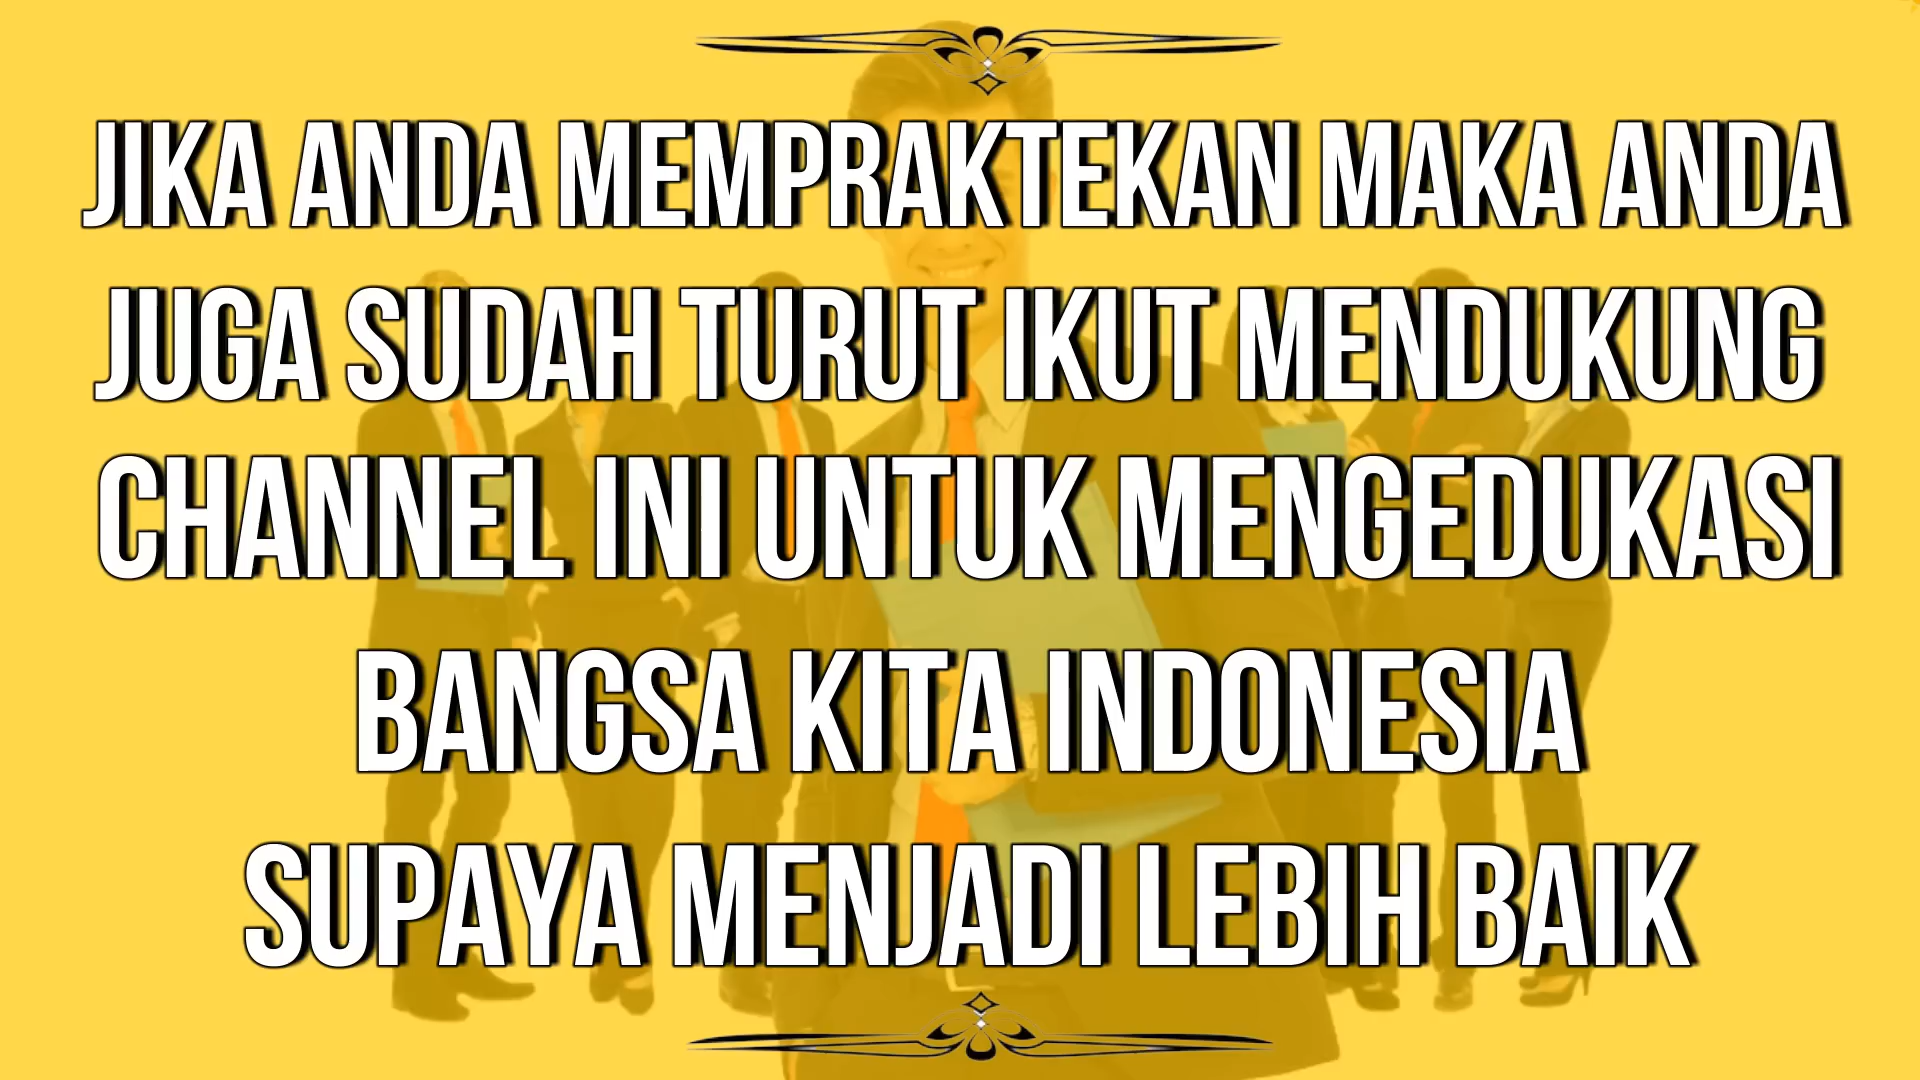 JIKA ANDA MEMPRAKTEKAN MAKA ANDA
JUGA SUDAH TURUT IKUT MENDUKUNG
CHANNEL INI UNTUK MENGEDUKASI
BANGSA KITA INDONESIA
SUPAYA MENJADI LEBIH BAIK